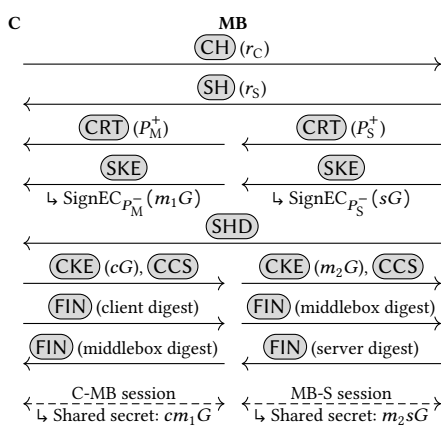 C MB
CH (r_C)
SH (r_S)
CRT (P_M^+) CRT (P_S^+)
SKE SKE
↳ SignEC_{P_M^-}(m_1G) ↳ SignEC_{P_S^-}(sG)
SHD
CKE (cG), CCS CKE (m_2G), CCS
FIN (client digest) FIN (middlebox digest)
FIN (middlebox digest) FIN (server digest)
C-MB session MB-S session
↳ Shared secret: cm_1G ↳ Shared secret: m_2sG